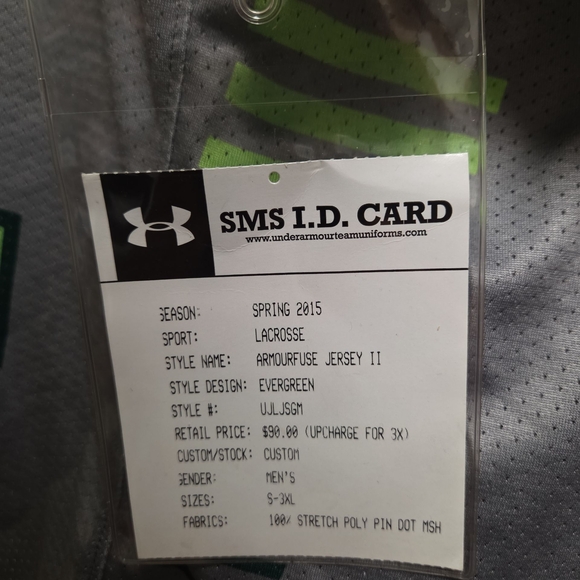 SMS I.D. CARD
www.underarmourteamuniforms.com
SEASON: SPRING 2015
SPORT: LACROSSE
STYLE NAME: ARMOURFUSE JERSEY II
STYLE DESIGN: EVERGREEN
STYLE #: UJLJSGM
RETAIL PRICE: $90.00 (UPCHARGE FOR 3X)
CUSTOM/STOCK: CUSTOM
GENDER: MEN'S
SIZES: S-3XL
FABRICS: 100% STRETCH POLY PIN DOT MSH